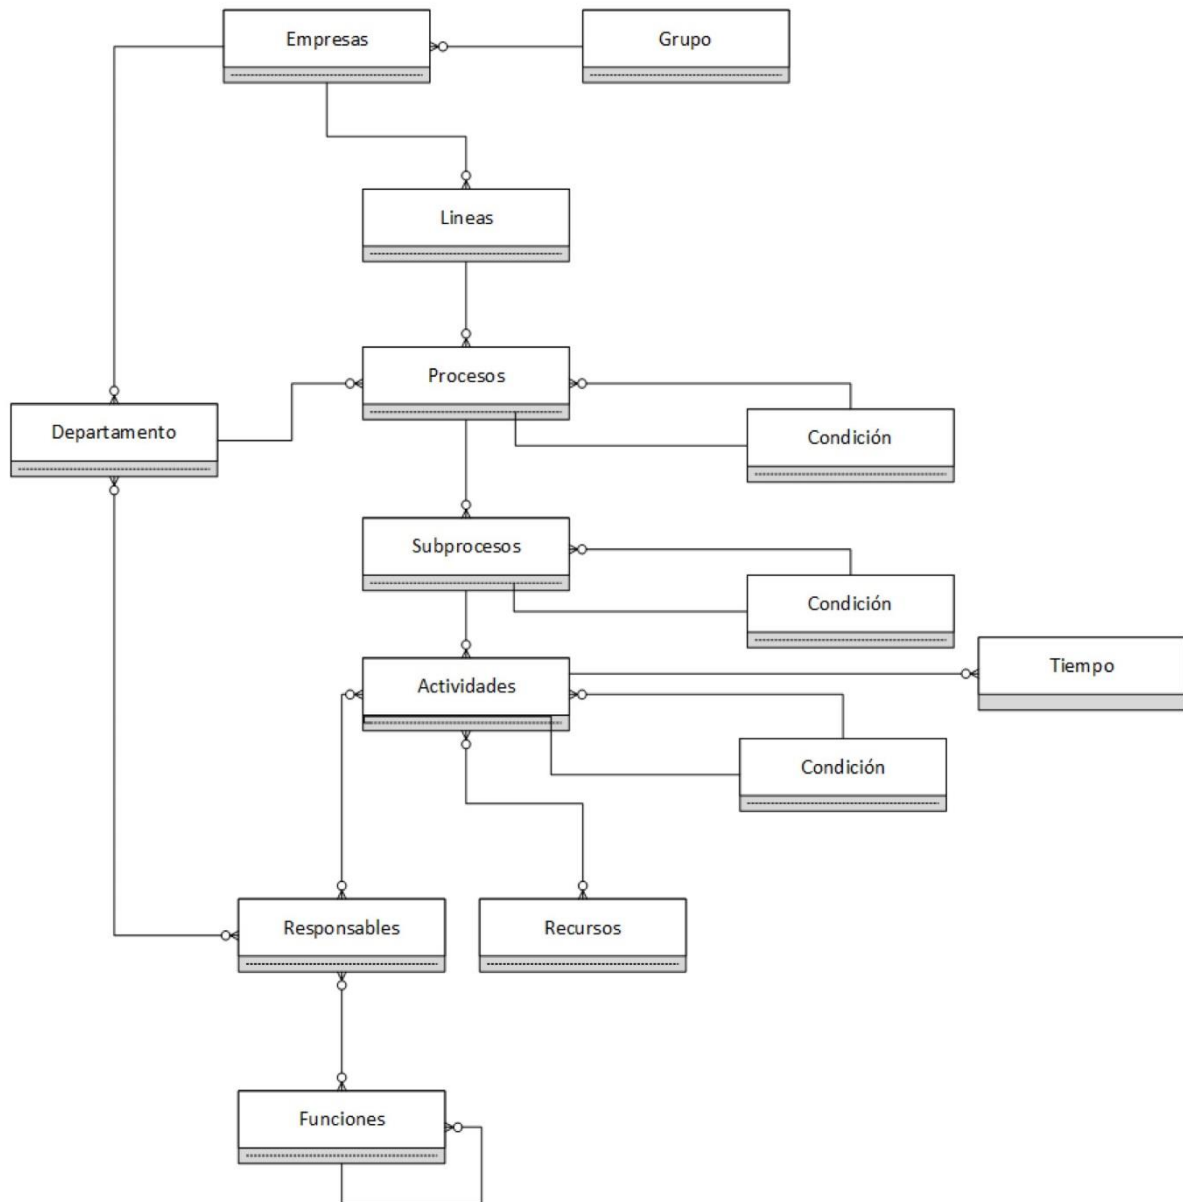 Empresas
Grupo
Lineas
Procesos
Departamento
Condición
Subprocesos
Condición
Tiempo
Actividades
Condición
Responsables
Recursos
Funciones